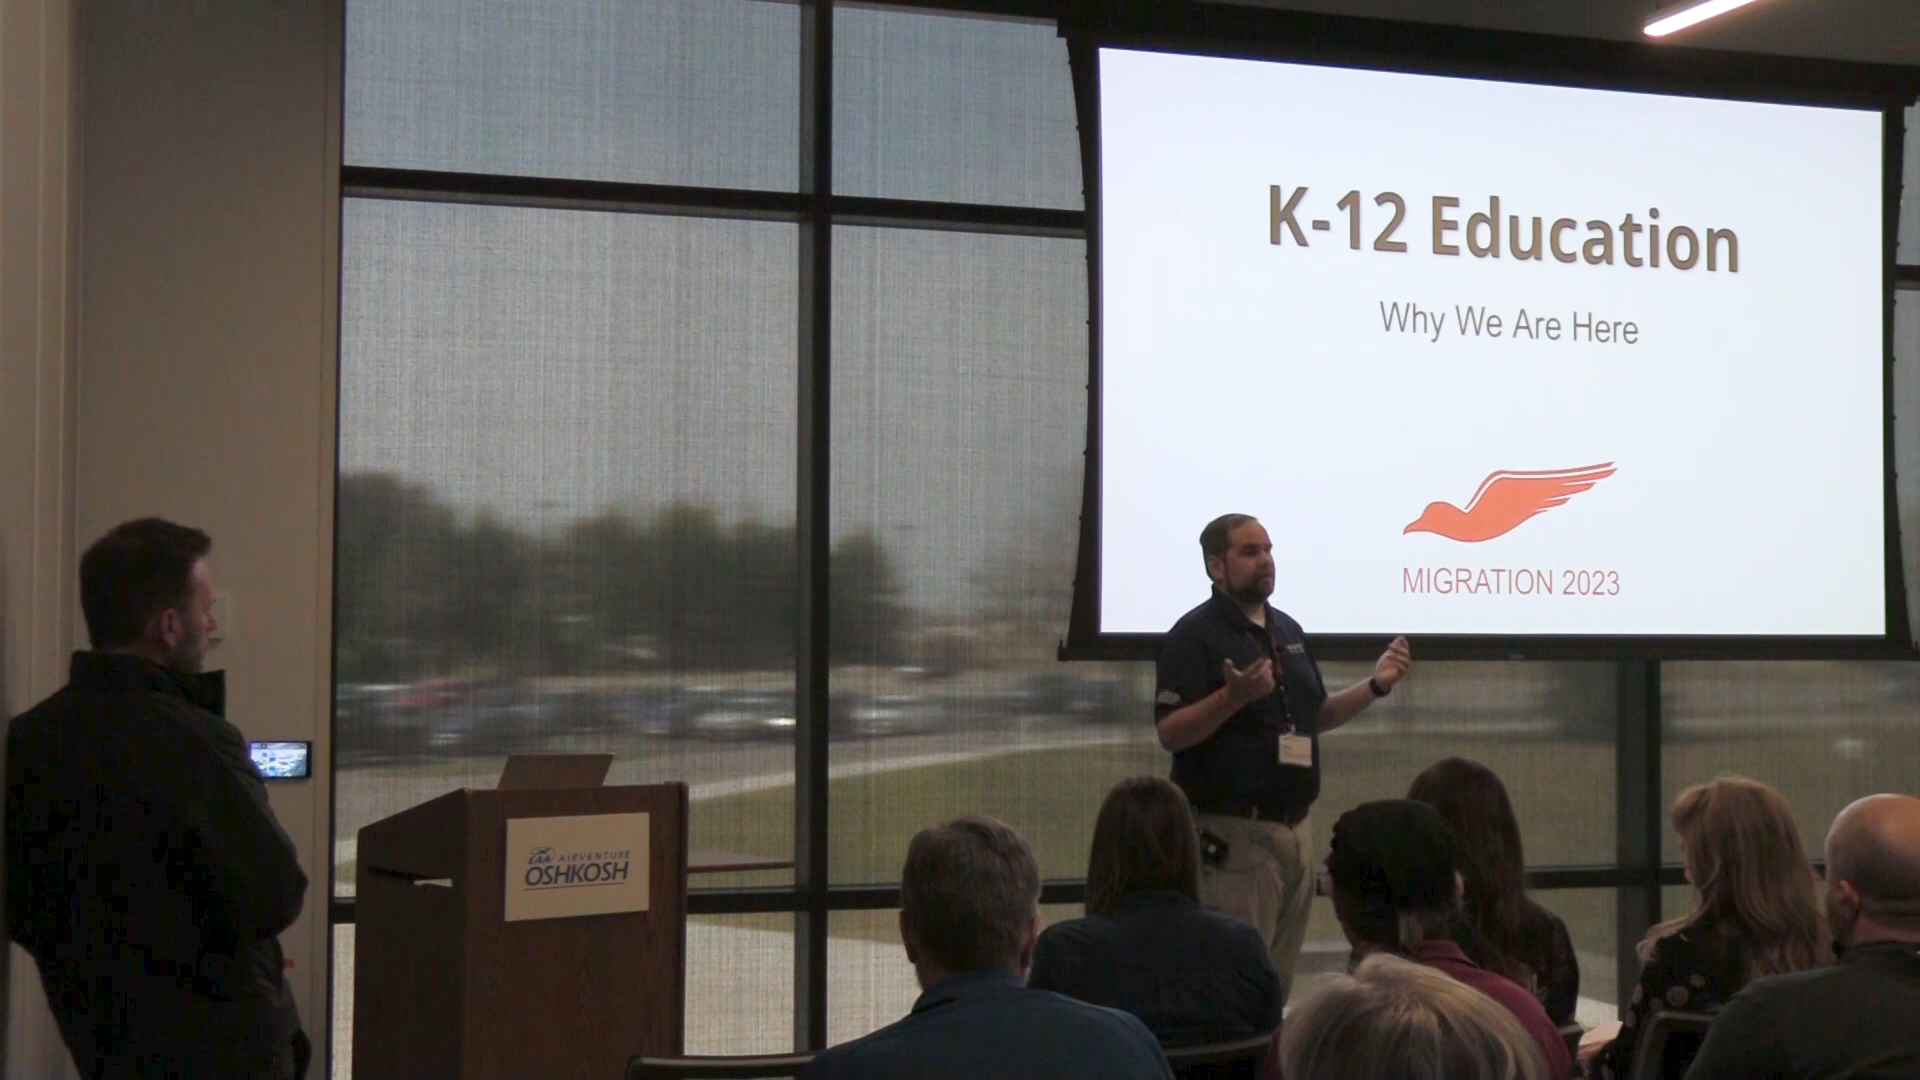 K-12 Education
Why We Are Here
MIGRATION 2023
AIRVENTURE
OSHKOSH